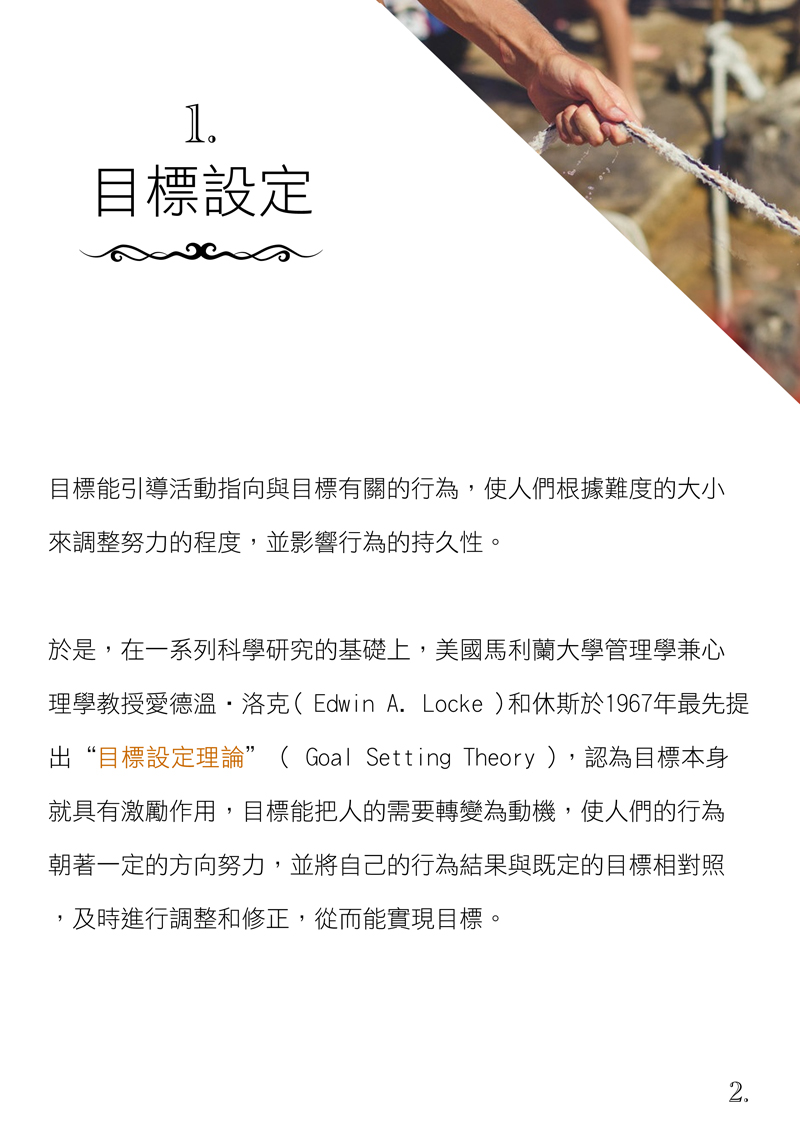 1.
目標設定
目標能引導活動指向與目標有關的行為，使人們根據難度的大小
來調整努力的程度，並影響行為的持久性。
於是，在一系列科學研究的基礎上，美國馬利蘭大學管理學兼心
理學教授愛德溫·洛克( Edwin A. Locke )和休斯於1967年最先提
出“目標設定理論” ( Goal Setting Theory )，認為目標本身
就具有激勵作用，目標能把人的需要轉變為動機，使人們的行為
朝著一定的方向努力，並將自己的行為結果與既定的目標相對照
，及時進行調整和修正，從而能實現目標。
2.